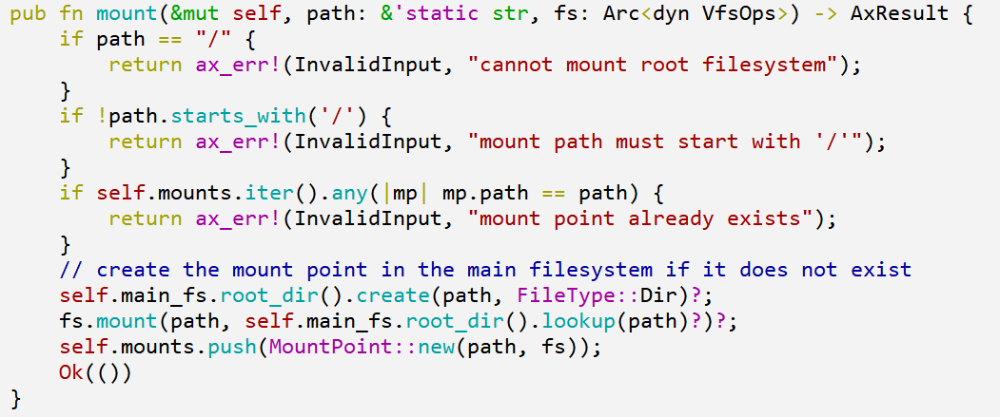 pub fn mount(&mut self, path: &'static str, fs: Arc<dyn VfsOps>) -> AxResult {
    if path == "/" {
        return ax_err!(InvalidInput, "cannot mount root filesystem");
    }
    if !path.starts_with('/') {
        return ax_err!(InvalidInput, "mount path must start with '/'");
    }
    if self.mounts.iter().any(|mp| mp.path == path) {
        return ax_err!(InvalidInput, "mount point already exists");
    }
    // create the mount point in the main filesystem if it does not exist
    self.main_fs.root_dir().create(path, FileType::Dir)?;
    fs.mount(path, self.main_fs.root_dir().lookup(path)?)?;
    self.mounts.push(MountPoint::new(path, fs));
    Ok(())
}